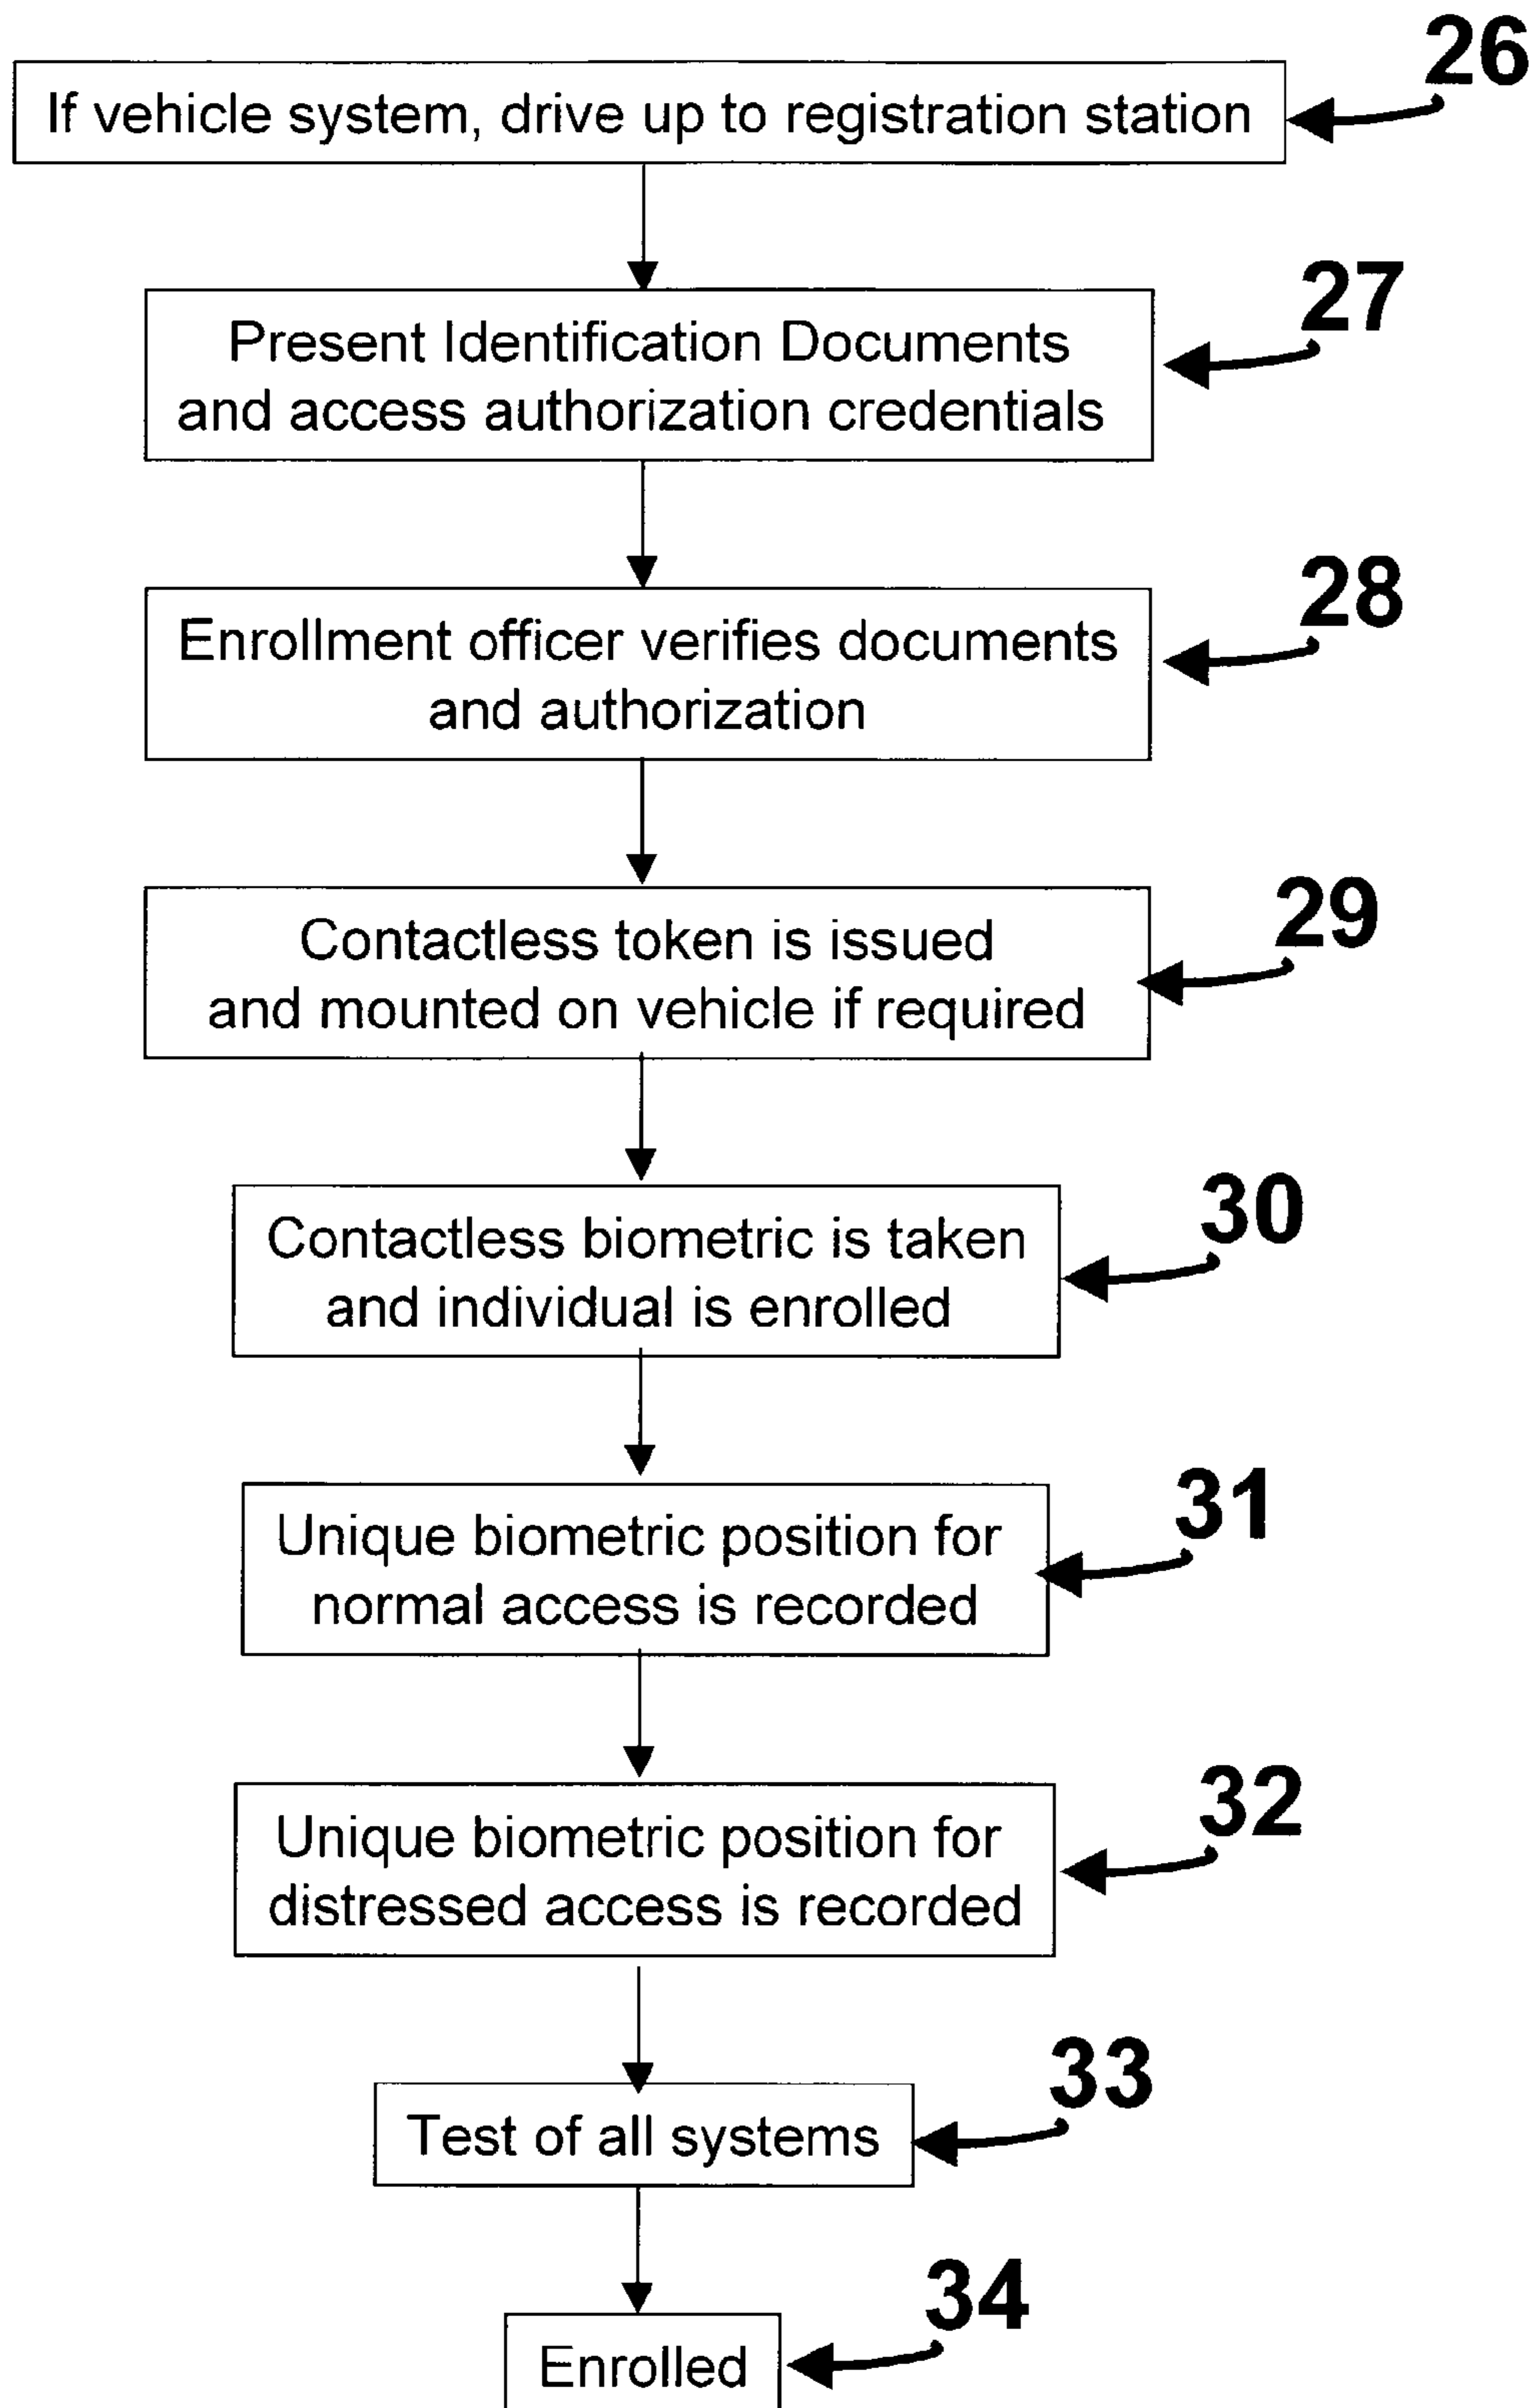 26
If vehicle system, drive up to registration station
27
Present Identification Documents
and access authorization credentials
28
Enrollment officer verifies documents
and authorization
29
Contactless token is issued
and mounted on vehicle if required
30
Contactless biometric is taken
and individual is enrolled
31
Unique biometric position for
normal access is recorded
32
Unique biometric position for
distressed access is recorded
33
Test of all systems
34
Enrolled